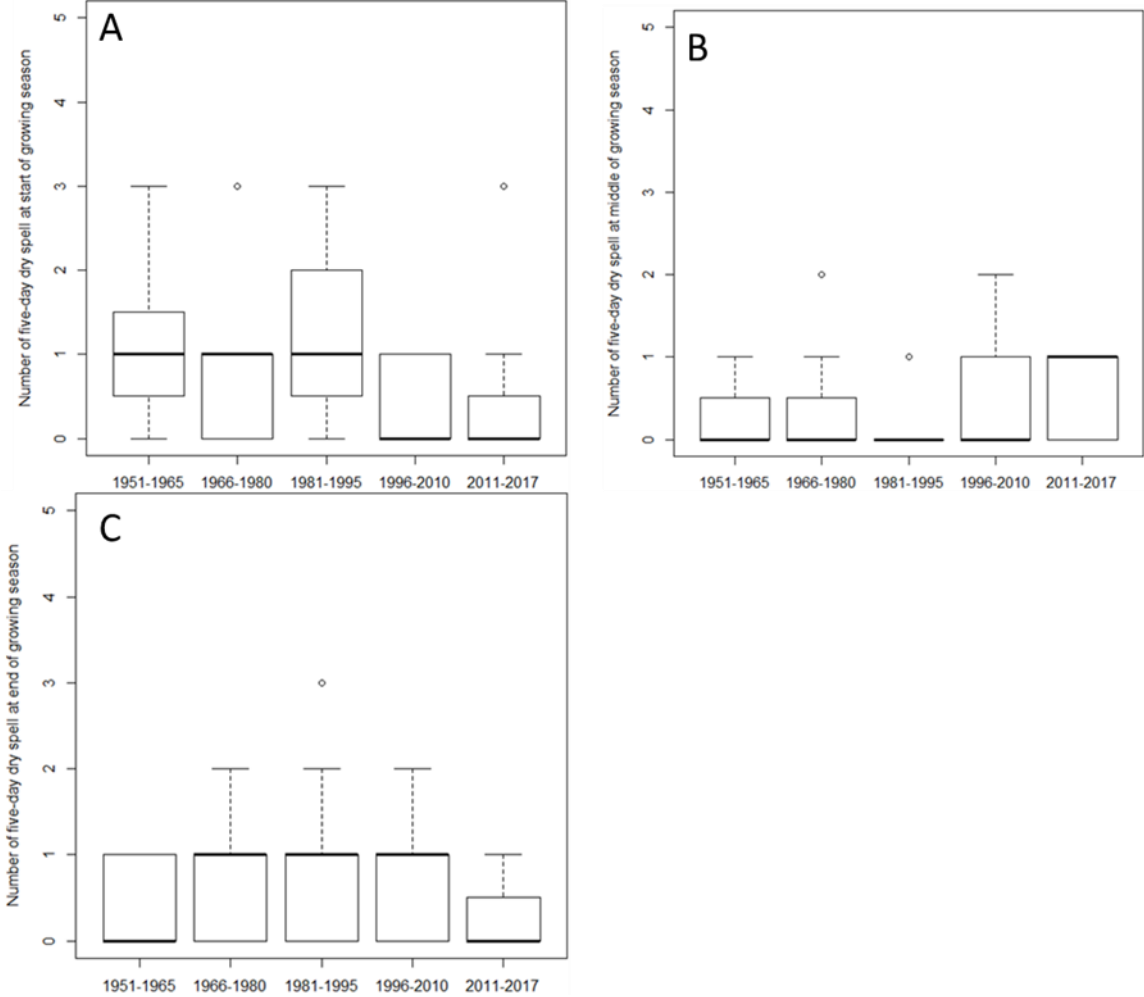 A
Number of five-day dry spell at start of growing season
5
4
3
2
1
0
1951-1965 1966-1980 1981-1995 1996-2010 2011-2017
B
Number of five-day dry spell at middle of growing season
5
4
3
2
1
0
1951-1965 1966-1980 1981-1995 1996-2010 2011-2017
C
Number of five-day dry spell at end of growing season
5
4
3
2
1
0
1951-1965 1966-1980 1981-1995 1996-2010 2011-2017